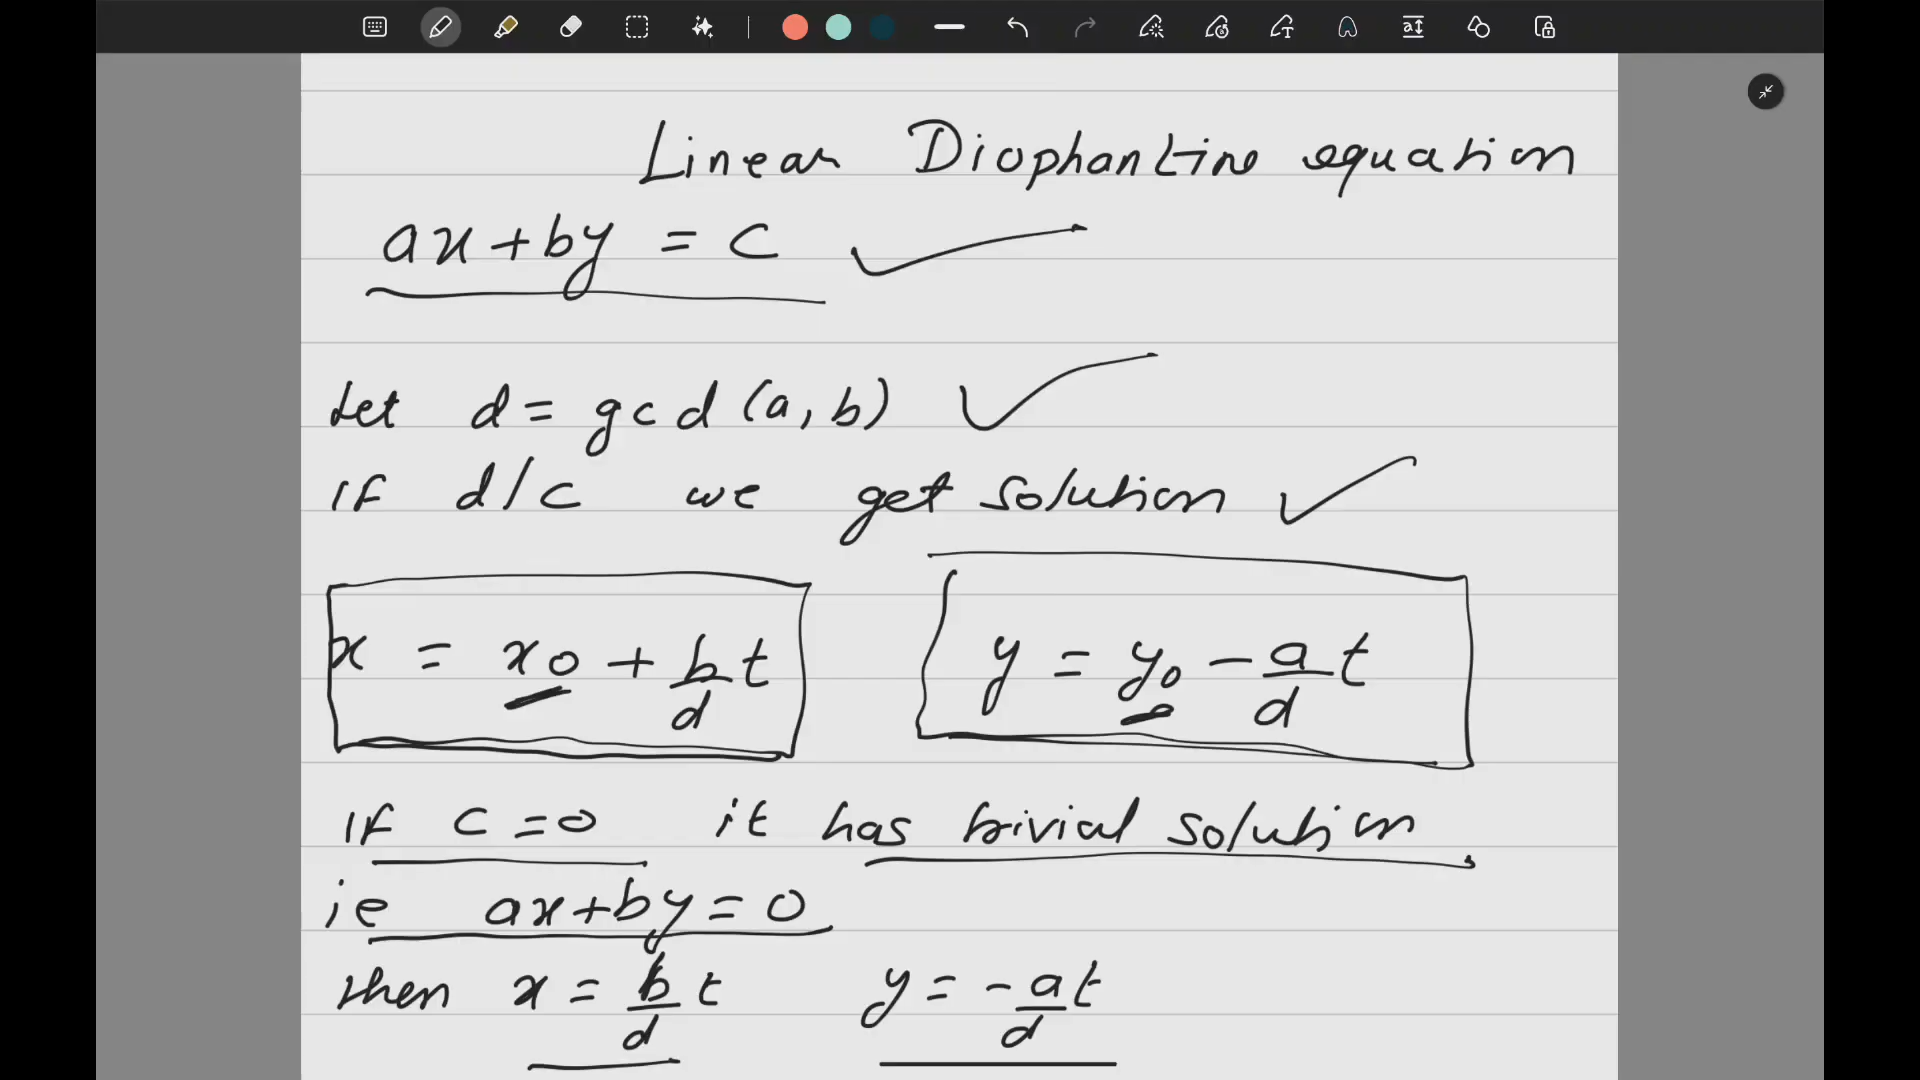 Linear Diophantine equation
ax+by = c
Let d = gcd (a, b)
If d/c we get solution
x = x0 + b/d t y = y0 - a/d t
If c = 0 it has trivial solution
ie ax+by = 0
then x = b/d t y = -a/d t